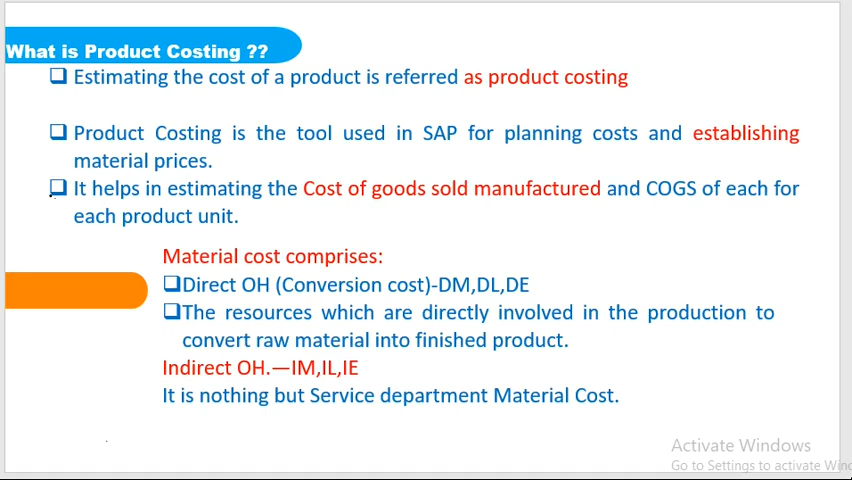 What is Product Costing ??
Estimating the cost of a product is referred as product costing
Product Costing is the tool used in SAP for planning costs and establishing
material prices.
It helps in estimating the Cost of goods sold manufactured and COGS of each for
each product unit.
Material cost comprises:
Direct OH (Conversion cost)-DM,DL,DE
The resources which are directly involved in the production to
convert raw material into finished product.
Indirect OH.—IM,IL,IE
It is nothing but Service department Material Cost.
Activate Windows
Go to Settings to activate Win